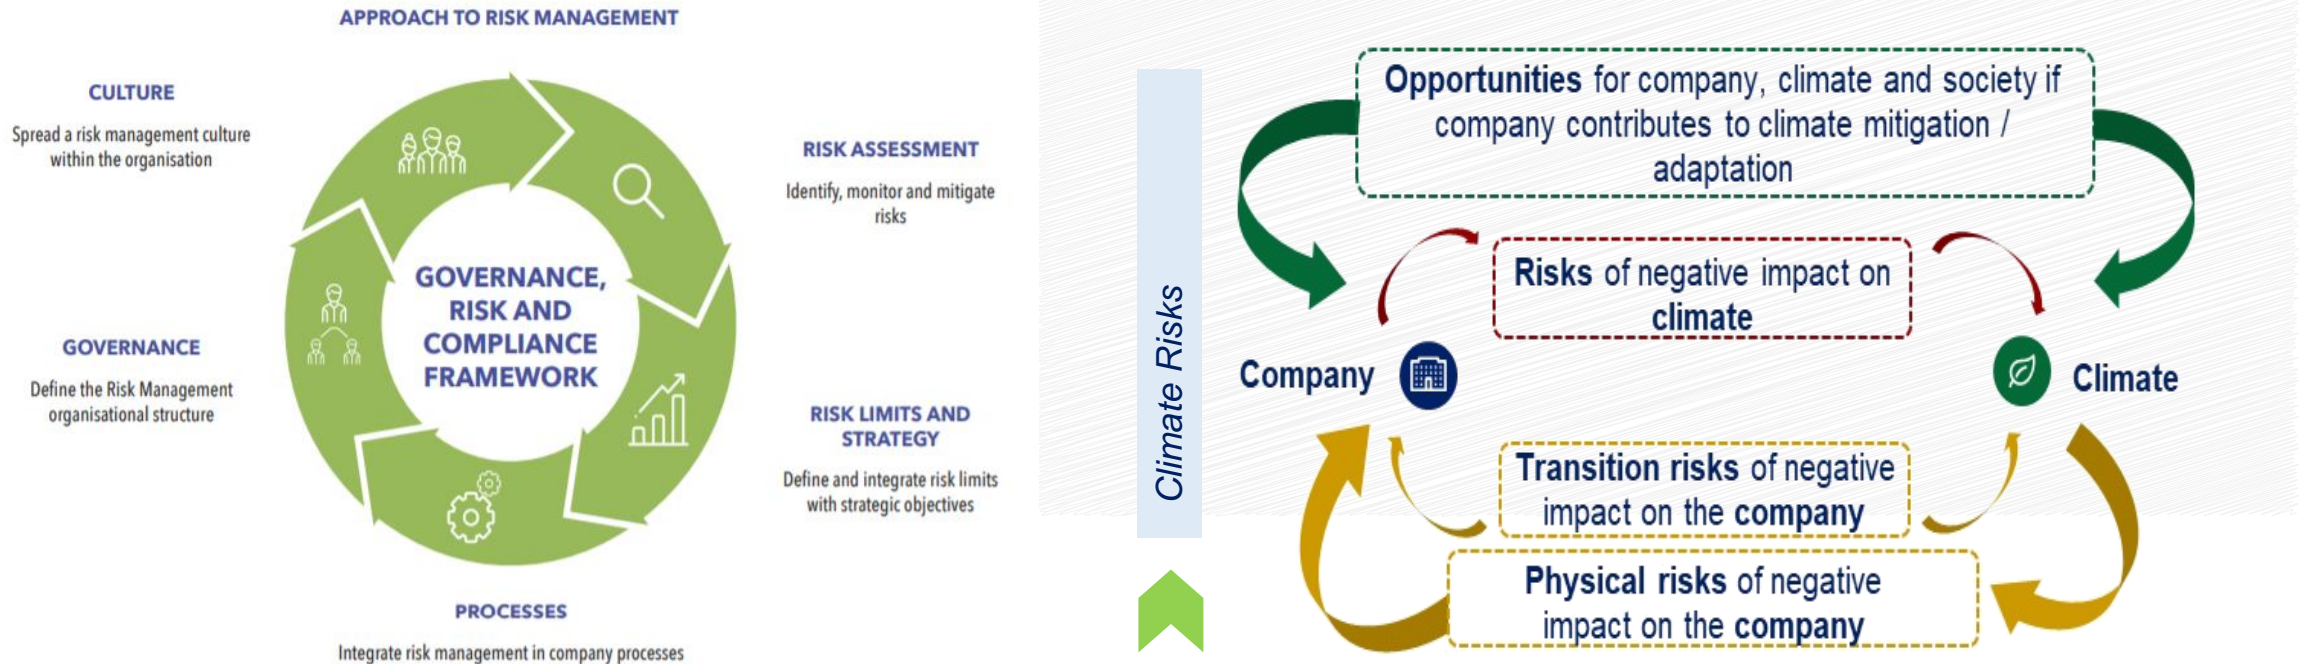 APPROACH TO RISK MANAGEMENT
CULTURE
Spread a risk management culture
within the organisation
RISK ASSESSMENT
Identify, monitor and mitigate
risks
GOVERNANCE,
RISK AND
COMPLIANCE
FRAMEWORK
GOVERNANCE
Define the Risk Management
organisational structure
RISK LIMITS AND
STRATEGY
Define and integrate risk limits
with strategic objectives
PROCESSES
Integrate risk management in company processes
Climate Risks
Opportunities for company, climate and society if
company contributes to climate mitigation /
adaptation
Risks of negative impact on
climate
Company
Climate
Transition risks of negative
impact on the company
Physical risks of negative
impact on the company